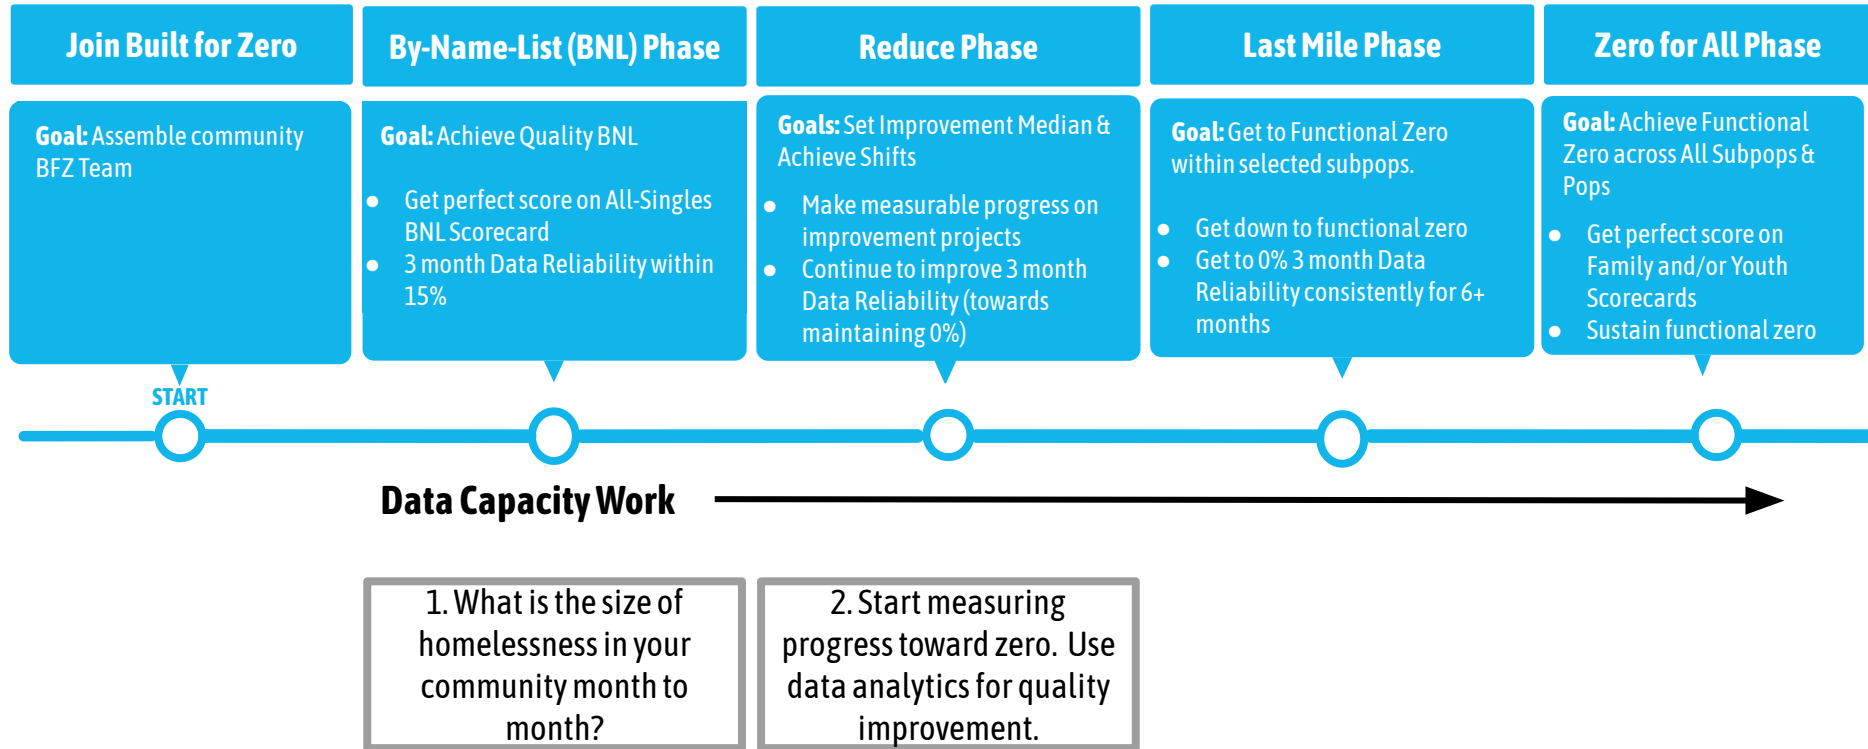 Join Built for Zero
By-Name-List (BNL) Phase
Reduce Phase
Last Mile Phase
Zero for All Phase
Goal: Assemble community
BFZ Team
Goal: Achieve Quality BNL
● Get perfect score on All-Singles
BNL Scorecard
● 3 month Data Reliability within
15%
Goals: Set Improvement Median &
Achieve Shifts
● Make measurable progress on
improvement projects
● Continue to improve 3 month
Data Reliability (towards
maintaining 0%)
Goal: Get to Functional Zero
within selected subpops.
● Get down to functional zero
● Get to 0% 3 month Data
Reliability consistently for 6+
months
Goal: Achieve Functional
Zero across All Subpops &
Pops
● Get perfect score on
Family and/or Youth
Scorecards
● Sustain functional zero
START
Data Capacity Work
1. What is the size of
homelessness in your
community month to
month?
2. Start measuring
progress toward zero. Use
data analytics for quality
improvement.